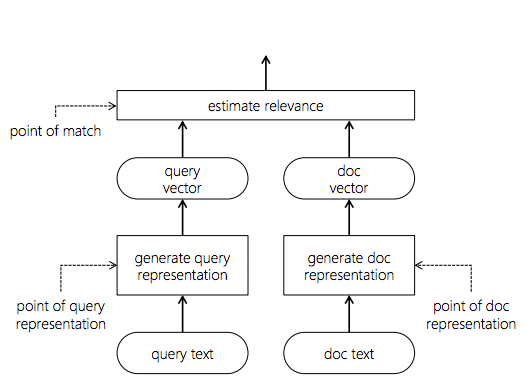 estimate relevance
point of match
query
vector
doc
vector
generate query
representation
generate doc
representation
point of query
representation
point of doc
representation
query text
doc text